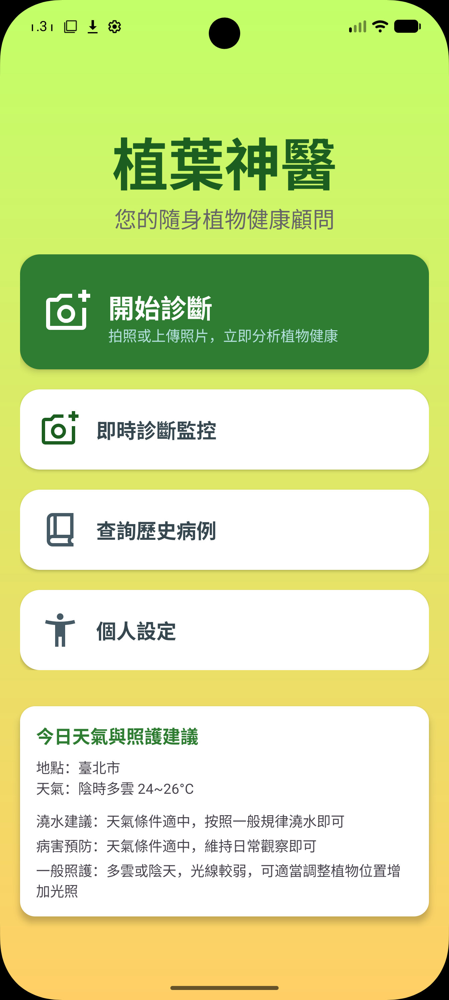 植葉神醫
您的隨身植物健康顧問
開始診斷
拍照或上傳照片，立即分析植物健康
即時診斷監控
查詢歷史病例
個人設定
今日天氣與照護建議
地點：臺北市
天氣：陰時多雲 24~26°C
澆水建議：天氣條件適中，按照一般規律澆水即可
病害預防：天氣條件適中，維持日常觀察即可
一般照護：多雲或陰天，光線較弱，可適當調整植物位置增
加光照